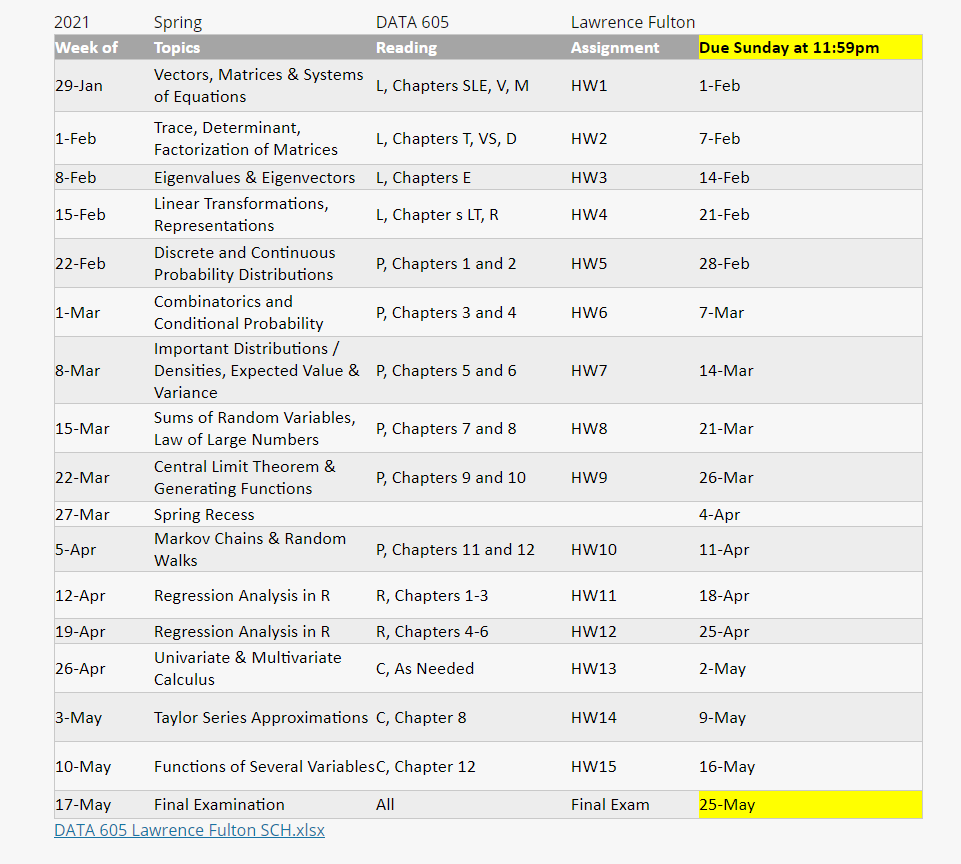 2021 Spring DATA 605 Lawrence Fulton
Week of Topics Reading Assignment Due Sunday at 11:59pm
29-Jan Vectors, Matrices & Systems of Equations L, Chapters SLE, V, M HW1 1-Feb
1-Feb Trace, Determinant, Factorization of Matrices L, Chapters T, VS, D HW2 7-Feb
8-Feb Eigenvalues & Eigenvectors L, Chapters E HW3 14-Feb
15-Feb Linear Transformations, Representations L, Chapter s LT, R HW4 21-Feb
22-Feb Discrete and Continuous Probability Distributions P, Chapters 1 and 2 HW5 28-Feb
1-Mar Combinatorics and Conditional Probability P, Chapters 3 and 4 HW6 7-Mar
8-Mar Important Distributions / Densities, Expected Value & Variance P, Chapters 5 and 6 HW7 14-Mar
15-Mar Sums of Random Variables, Law of Large Numbers P, Chapters 7 and 8 HW8 21-Mar
22-Mar Central Limit Theorem & Generating Functions P, Chapters 9 and 10 HW9 26-Mar
27-Mar Spring Recess 4-Apr
5-Apr Markov Chains & Random Walks P, Chapters 11 and 12 HW10 11-Apr
12-Apr Regression Analysis in R R, Chapters 1-3 HW11 18-Apr
19-Apr Regression Analysis in R R, Chapters 4-6 HW12 25-Apr
26-Apr Univariate & Multivariate Calculus C, As Needed HW13 2-May
3-May Taylor Series Approximations C, Chapter 8 HW14 9-May
10-May Functions of Several Variables C, Chapter 12 HW15 16-May
17-May Final Examination All Final Exam 25-May
DATA 605 Lawrence Fulton SCH.xlsx